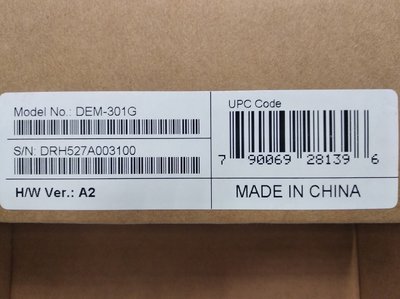 Model No.: DEM-301G
S/N: DRH527A003100
H/W Ver.: A2
UPC Code
7 90069 28139 6
MADE IN CHINA